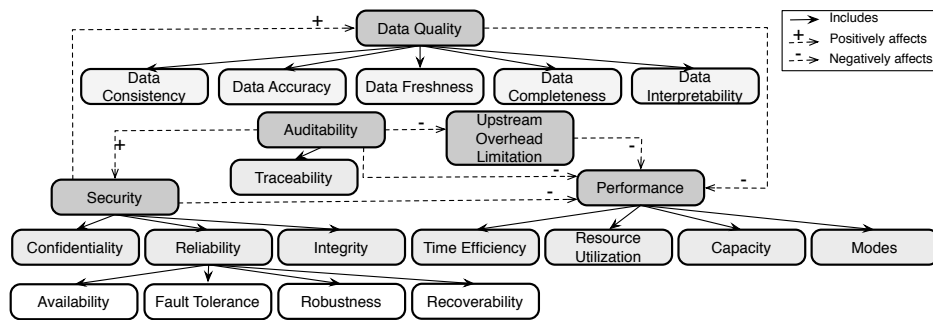 Data Quality
Includes
+
Positively affects
-
Negatively affects
+
Data
Consistency
Data Accuracy
Data Freshness
Data
Completeness
Data
Interpretability
Auditability
-
Upstream
Overhead
Limitation
+
-
Traceability
-
-
Security
-
Performance
Confidentiality
Reliability
Integrity
Time Efficiency
Resource
Utilization
Capacity
Modes
Availability
Fault Tolerance
Robustness
Recoverability